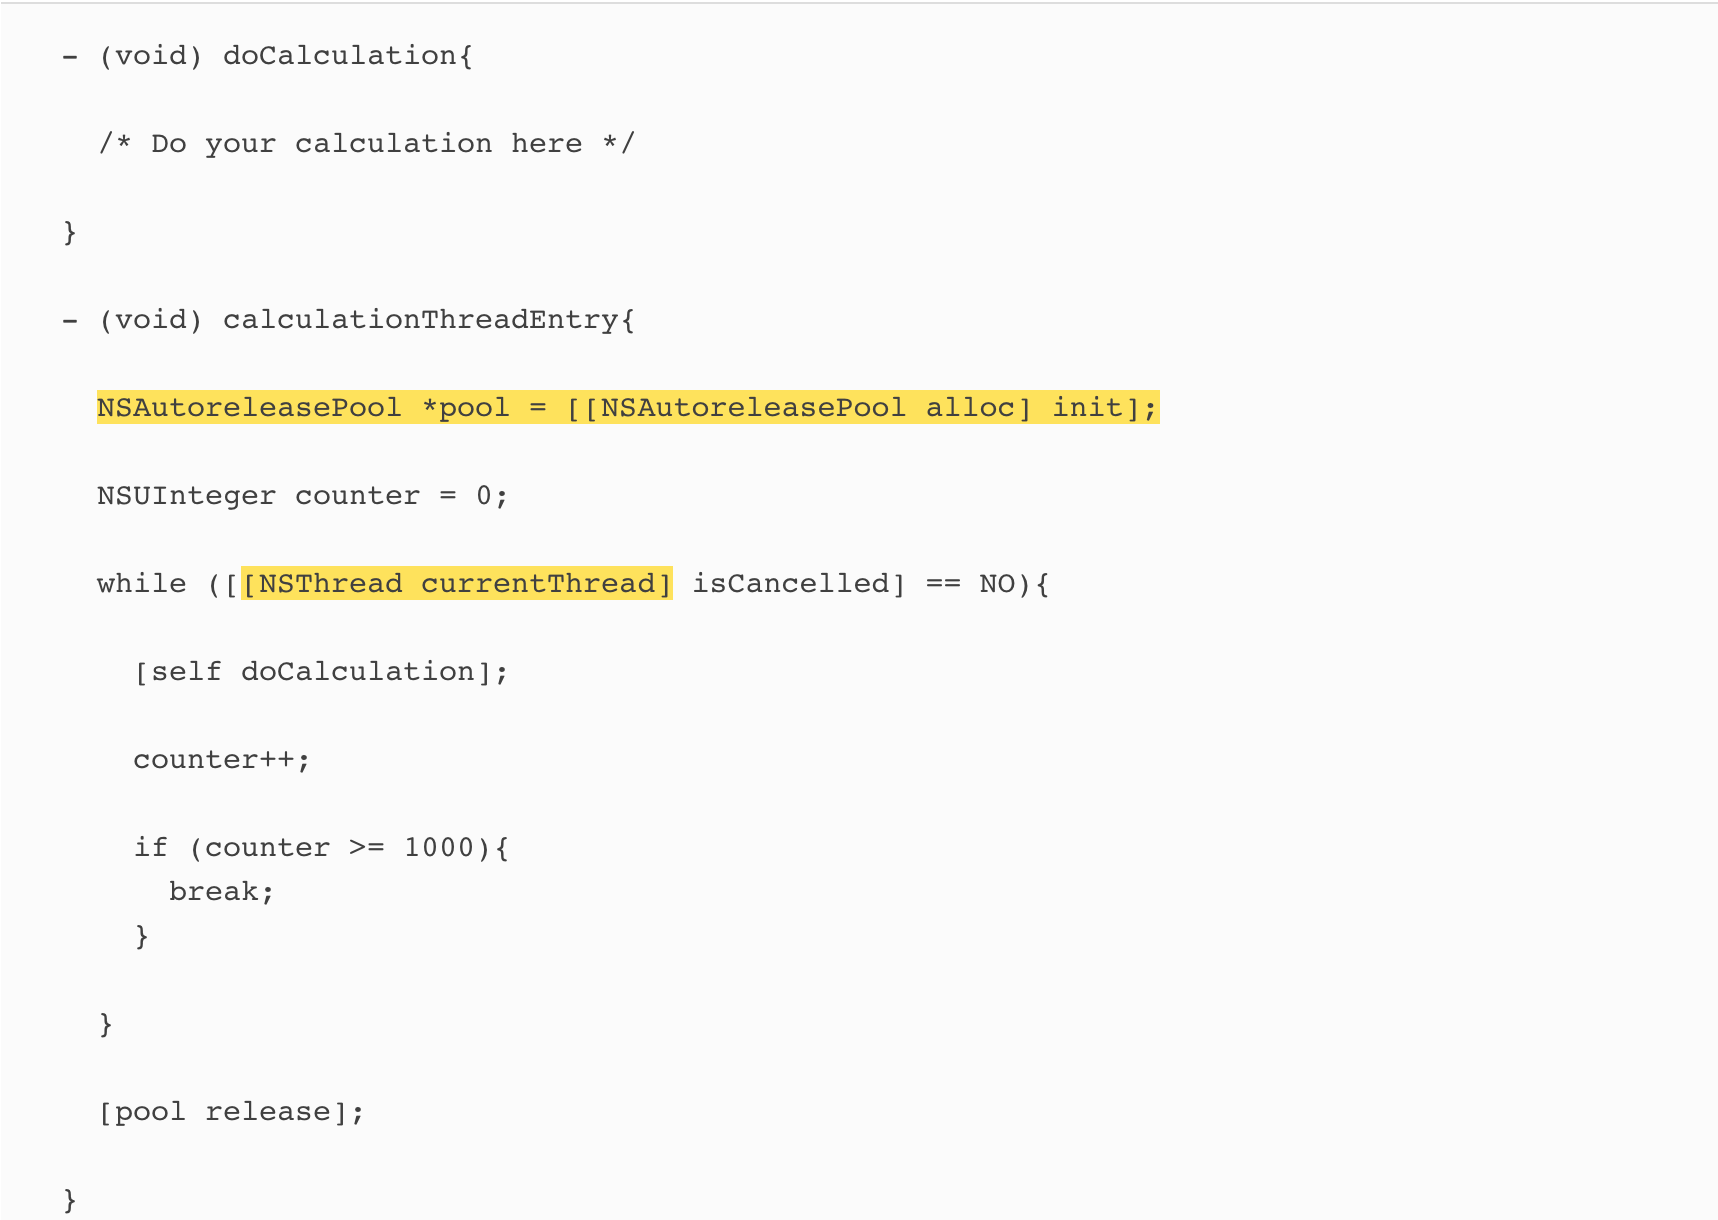 - (void) doCalculation{
/* Do your calculation here */
}
- (void) calculationThreadEntry{
NSAutoreleasePool *pool = [[NSAutoreleasePool alloc] init];
NSUInteger counter = 0;
while ([[NSThread currentThread] isCancelled] == NO){
[self doCalculation];
counter++;
if (counter >= 1000){
break;
}
}
[pool release];
}